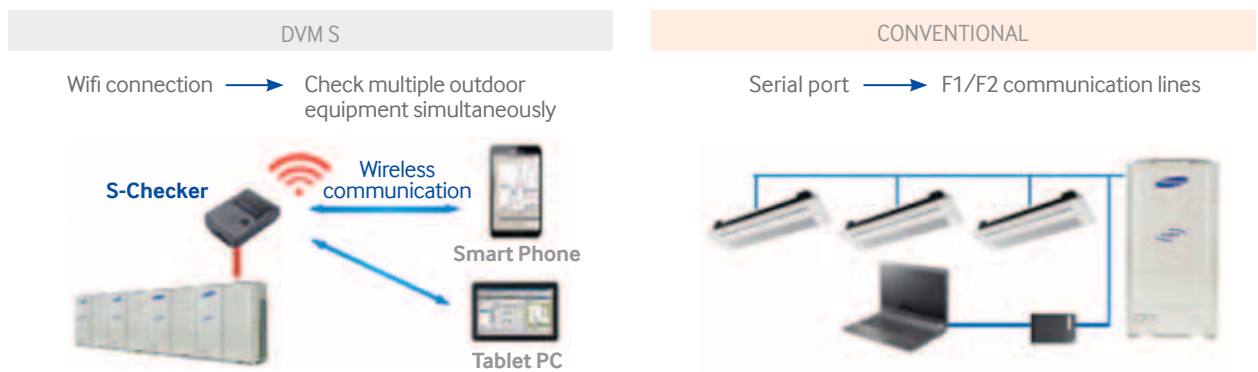 DVM S
Wifi connection
Check multiple outdoor
equipment simultaneously
S-Checker
Wireless
communication
Smart Phone
Tablet PC
CONVENTIONAL
Serial port
F1/F2 communication lines